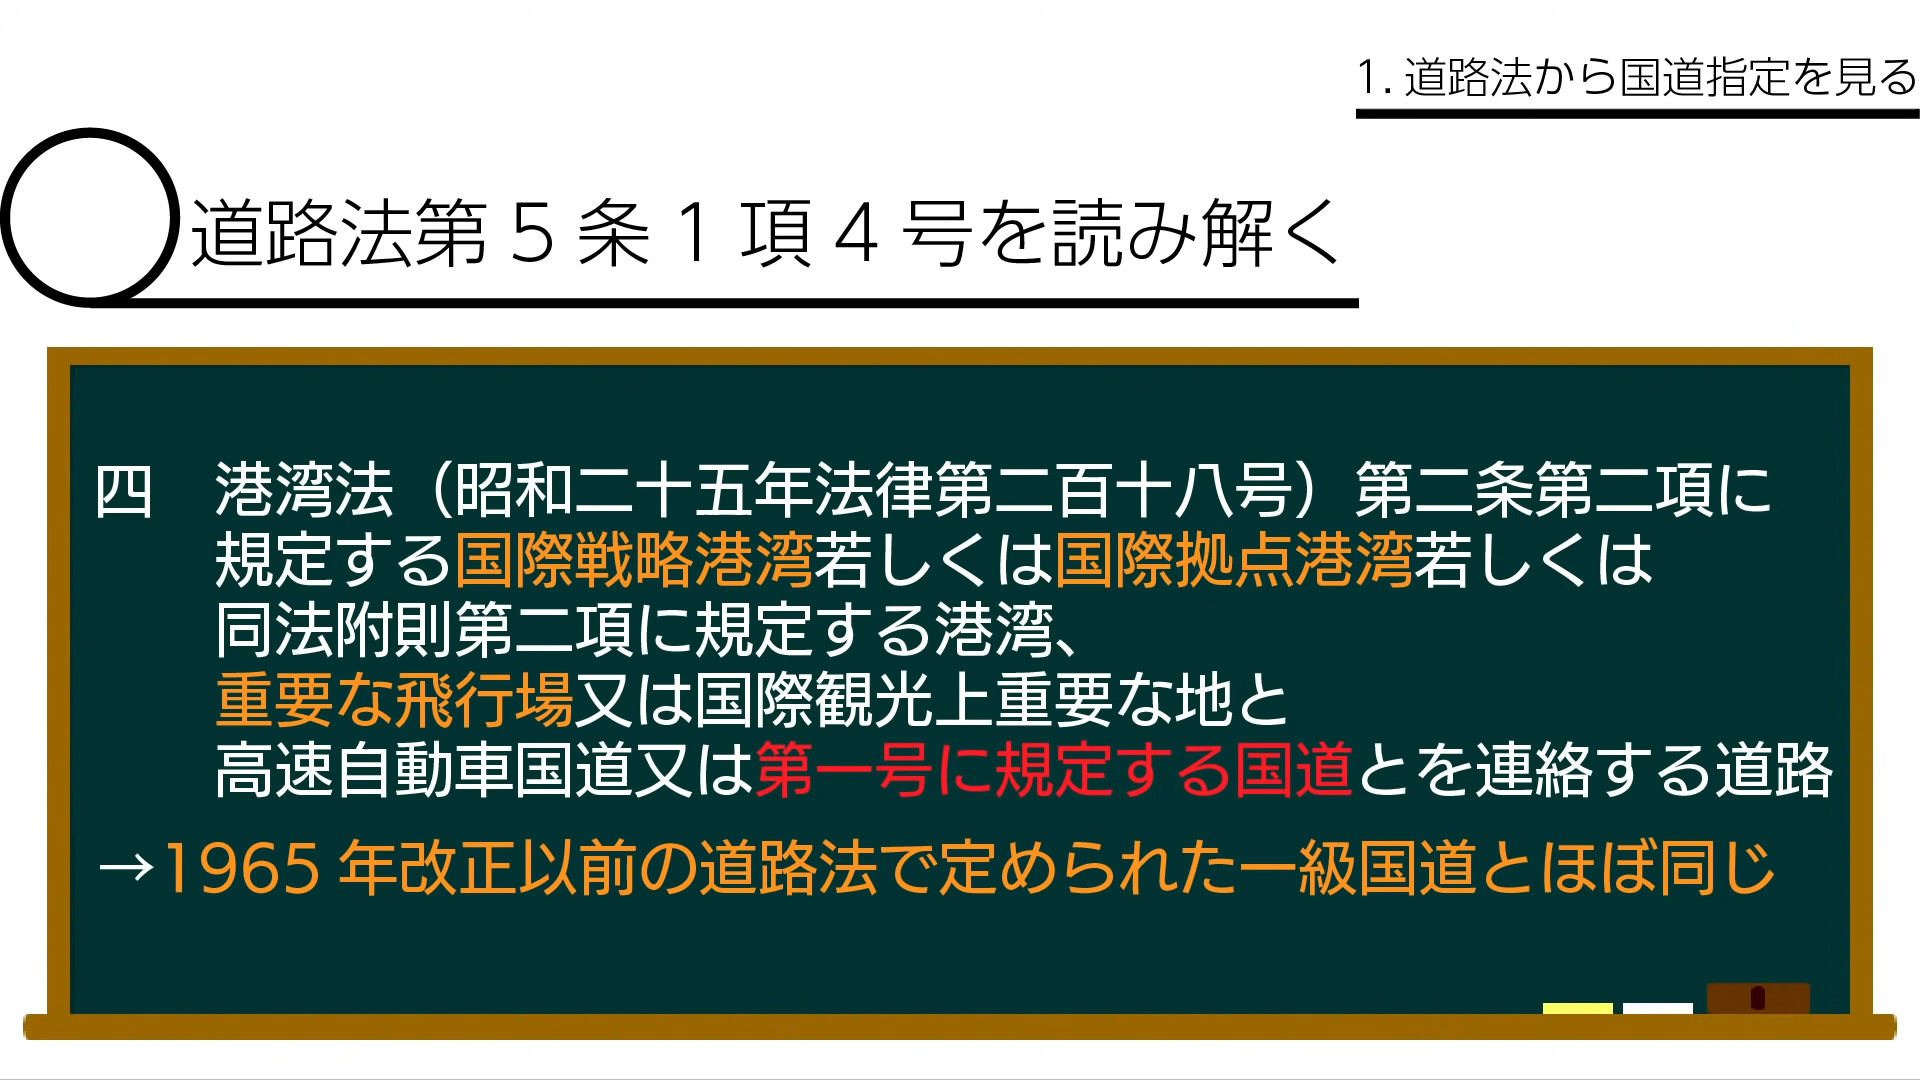 1. 道路法から国道指定を見る
道路法第5条1項4号を読み解く
四　港湾法（昭和二十五年法律第二百十八号）第二条第二項に
規定する国際戦略港湾若しくは国際拠点港湾若しくは
同法附則第二項に規定する港湾、
重要な飛行場又は国際観光上重要な地と
高速自動車国道又は第一号に規定する国道とを連絡する道路
→1965年改正以前の道路法で定められた一級国道とほぼ同じ